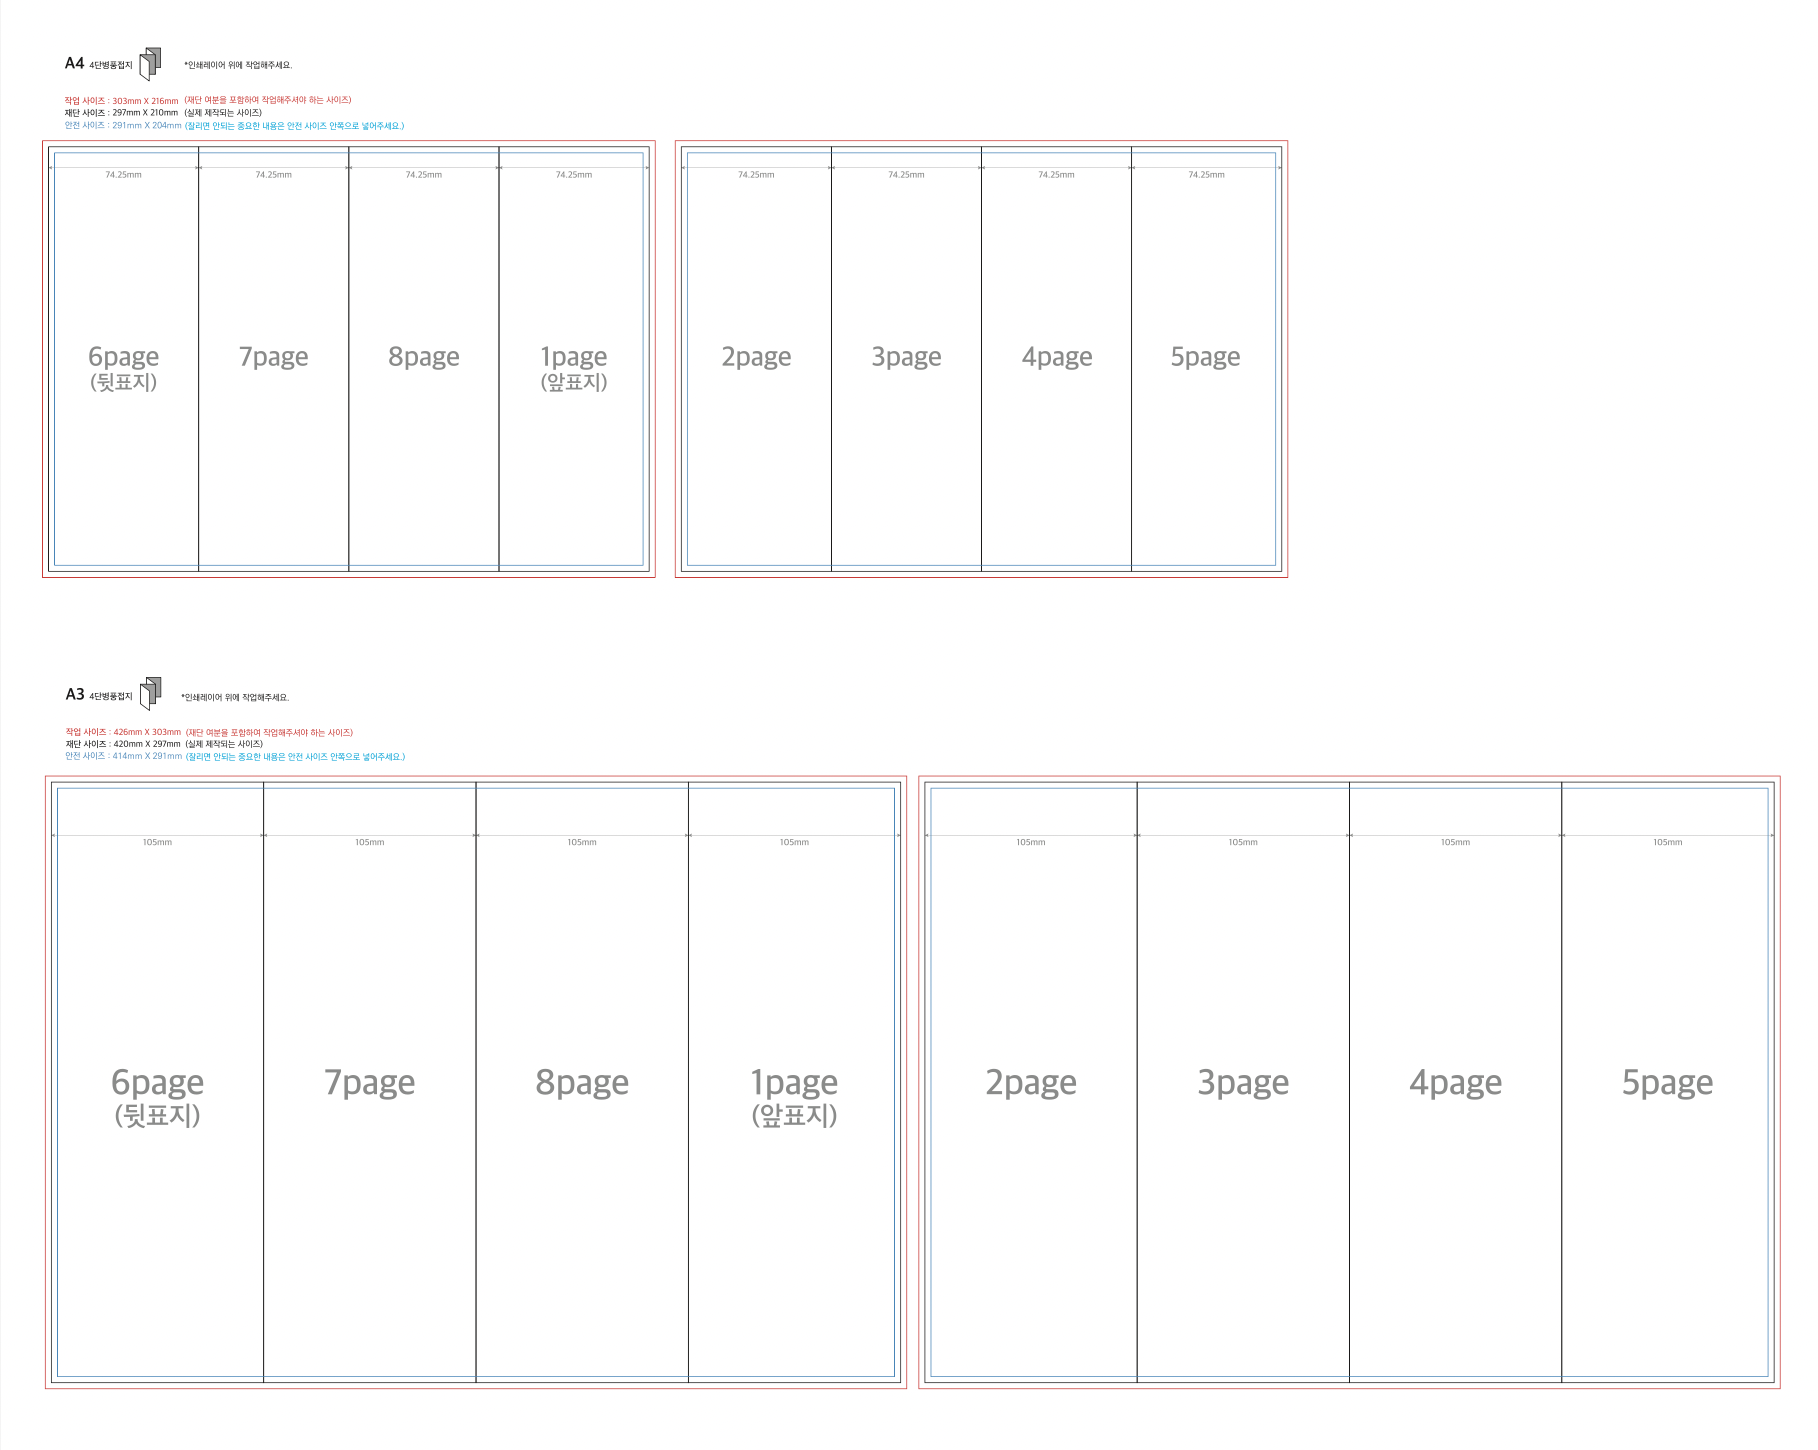 A4 4단병풍접지 *인쇄레이어 위에 작업해주세요.
작업 사이즈 : 303mm X 216mm (재단 여분을 포함하여 작업해주셔야 하는 사이즈)
재단 사이즈 : 297mm X 210mm (실제 제작되는 사이즈)
안전 사이즈 : 291mm X 204mm (잘리면 안되는 중요한 내용은 안전 사이즈 안쪽으로 넣어주세요.)
74.25mm 74.25mm 74.25mm 74.25mm 74.25mm 74.25mm 74.25mm 74.25mm
6page 7page 8page 1page 2page 3page 4page 5page
(뒷표지) (앞표지)
A3 4단병풍접지 *인쇄레이어 위에 작업해주세요.
작업 사이즈 : 426mm X 303mm (재단 여분을 포함하여 작업해주셔야 하는 사이즈)
재단 사이즈 : 420mm X 297mm (실제 제작되는 사이즈)
안전 사이즈 : 414mm X 291mm (잘리면 안되는 중요한 내용은 안전 사이즈 안쪽으로 넣어주세요.)
105mm 105mm 105mm 105mm 105mm 105mm 105mm 105mm
6page 7page 8page 1page 2page 3page 4page 5page
(뒷표지) (앞표지)